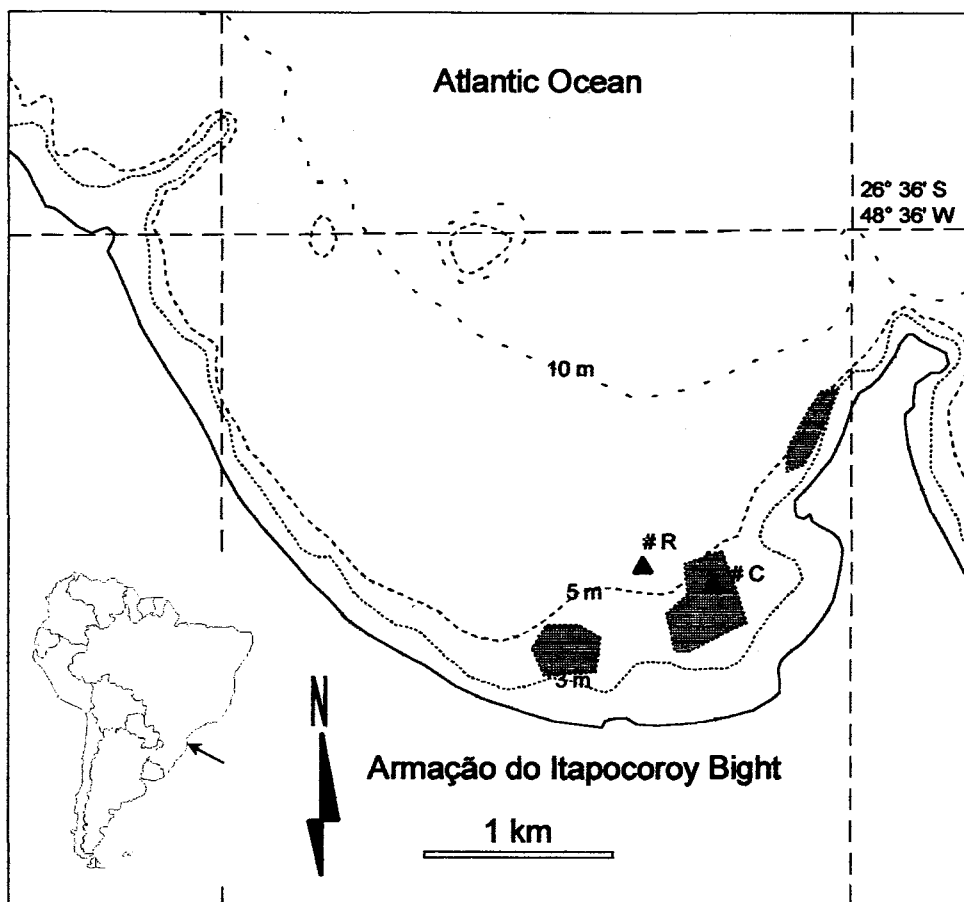 Atlantic Ocean
26° 36' S
48° 36' W
10 m
# R
# C
5 m
3 m
N
Armação do Itapocoroy Bight
1 km